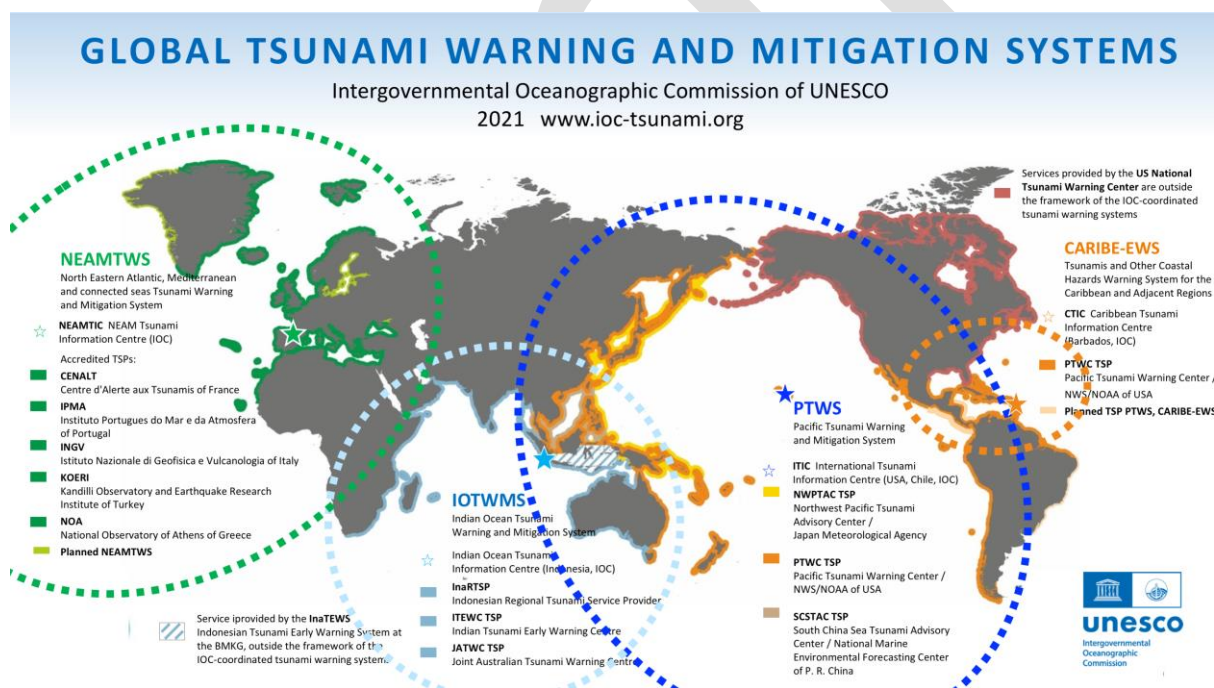 GLOBAL TSUNAMI WARNING AND MITIGATION SYSTEMS
Intergovernmental Oceanographic Commission of UNESCO
2021 www.ioc-tsunami.org
NEAMTWS
North Eastern Atlantic, Mediterranean
and connected seas Tsunami Warning
and Mitigation System
NEAMTIC NEAM Tsunami
Information Centre (IOC)
Accredited TSPs:
CENALT
Centre d'Alerte aux Tsunamis of France
IPMA
Instituto Portugues do Mar e da Atmosfera
of Portugal
INGV
Istituto Nazionale di Geofisica e Vulcanologia of Italy
KOERI
Kandilli Observatory and Earthquake Research
Institute of Turkey
NOA
National Observatory of Athens of Greece
Planned NEAMTWS
Service iprovided by the InaTEWS
Indonesian Tsunami Early Warning System at
the BMKG, outside the framework of the
IOC-coordinated tsunami warning systems
IOTWMS
Indian Ocean Tsunami
Warning and Mitigation System
Indian Ocean Tsunami
Information Centre (Indonesia, IOC)
InaRTSP
Indonesian Regional Tsunami Service Provider
ITEWC TSP
Indian Tsunami Early Warning Centre
JATWC TSP
Joint Australian Tsunami Warning Centre
PTWS
Pacific Tsunami Warning
and Mitigation System
ITIC International Tsunami
Information Centre (USA, Chile, IOC)
NWPTAC TSP
Northwest Pacific Tsunami
Advisory Center /
Japan Meteorological Agency
PTWC TSP
Pacific Tsunami Warning Center /
NWS/NOAA of USA
SCSTAC TSP
South China Sea Tsunami Advisory
Center / National Marine
Environmental Forecasting Center
of P. R. China
Services provided by the US National
Tsunami Warning Center are outside
the framework of the IOC-coordinated
tsunami warning systems
CARIBE-EWS
Tsunamis and Other Coastal
Hazards Warning System for the
Caribbean and Adjacent Regions
CTIC Caribbean Tsunami
Information Centre
(Barbados, IOC)
PTWC TSP
Pacific Tsunami Warning Center /
NWS/NOAA of USA
Planned TSP PTWS, CARIBE-EWS
unesco
Intergovernmental
Oceanographic
Commission